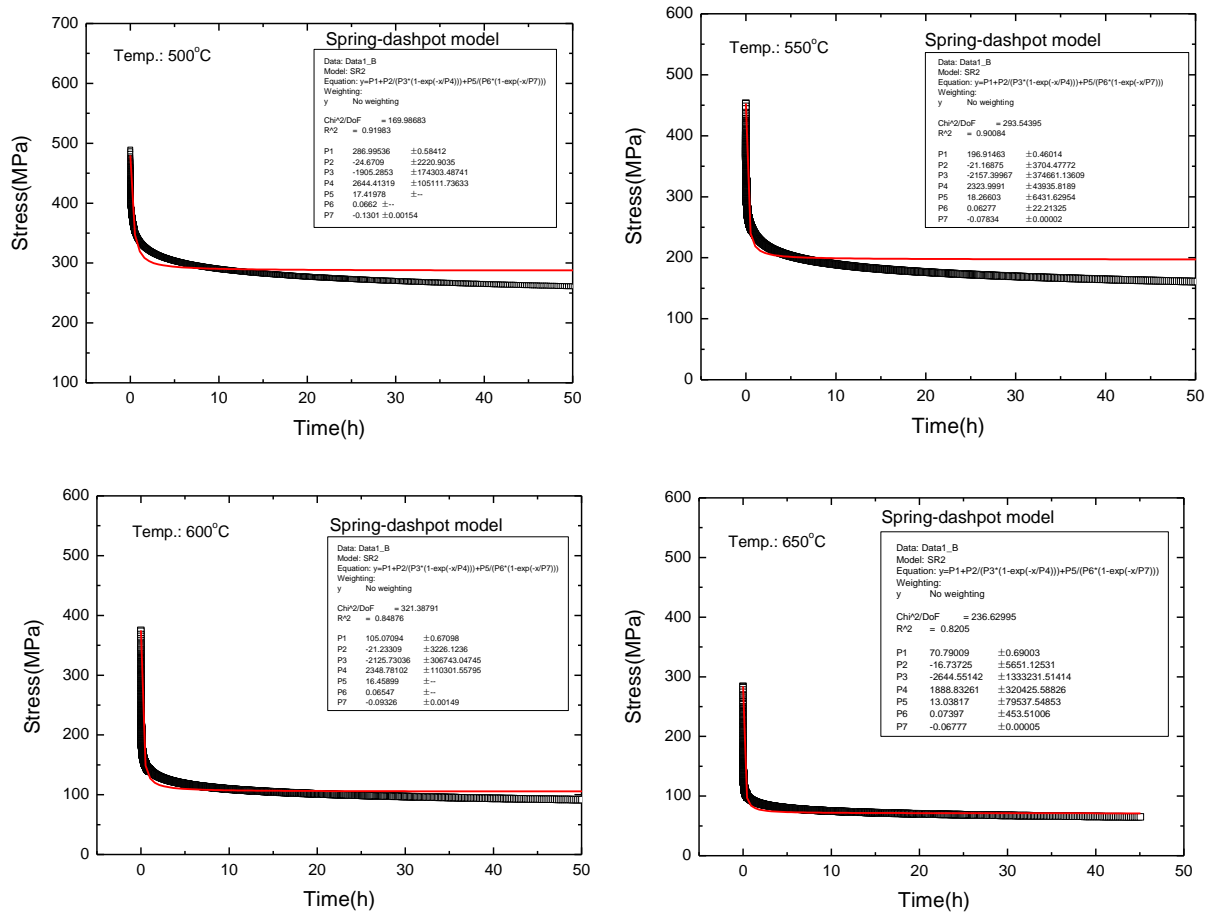 Spring-dashpot model
Temp.: 500°C
Data: Data1_B
Model: SR2
Equation: y=P1+P2/(P3*(1-exp(-x/P4)))+P5/(P6*(1-exp(-x/P7)))
Weighting:
y No weighting
Chi^2/DoF = 169.98683
R^2 = 0.91983
P1 286.99536 ±0.58412
P2 -24.6709 ±2220.9035
P3 -1905.2853 ±174303.48741
P4 2644.41319 ±105111.73633
P5 17.41978 ±--
P6 0.0662 ±--
P7 -0.1301 ±0.00154
700
600
500
400
300
200
100
Stress(MPa)
0 10 20 30 40 50
Time(h)
Spring-dashpot model
Temp.: 550°C
Data: Data1_B
Model: SR2
Equation: y=P1+P2/(P3*(1-exp(-x/P4)))+P5/(P6*(1-exp(-x/P7)))
Weighting:
y No weighting
Chi^2/DoF = 293.54395
R^2 = 0.90084
P1 196.91463 ±0.46014
P2 -21.16875 ±3704.47772
P3 -2157.39967 ±374661.13609
P4 2323.9991 ±43935.8189
P5 18.26603 ±6431.62954
P6 0.06277 ±22.21325
P7 -0.07834 ±0.00002
600
500
400
300
200
100
0
Stress(MPa)
0 10 20 30 40 50
Time(h)
Spring-dashpot model
Temp.: 600°C
Data: Data1_B
Model: SR2
Equation: y=P1+P2/(P3*(1-exp(-x/P4)))+P5/(P6*(1-exp(-x/P7)))
Weighting:
y No weighting
Chi^2/DoF = 321.38791
R^2 = 0.84876
P1 105.07094 ±0.67098
P2 -21.23309 ±3226.1236
P3 -2125.73036 ±306743.04745
P4 2348.78102 ±110301.55795
P5 16.45899 ±--
P6 0.06547 ±--
P7 -0.09326 ±0.00149
600
500
400
300
200
100
0
Stress(MPa)
0 10 20 30 40 50
Time(h)
Spring-dashpot model
Temp.: 650°C
Data: Data1_B
Model: SR2
Equation: y=P1+P2/(P3*(1-exp(-x/P4)))+P5/(P6*(1-exp(-x/P7)))
Weighting:
y No weighting
Chi^2/DoF = 236.62995
R^2 = 0.8205
P1 70.79009 ±0.69003
P2 -16.73725 ±5651.12531
P3 -2644.55142 ±1333231.51414
P4 1888.83261 ±320425.58826
P5 13.03817 ±79537.54853
P6 0.07397 ±453.51006
P7 -0.06777 ±0.00005
600
500
400
300
200
100
0
Stress(MPa)
0 10 20 30 40 50
Time(h)